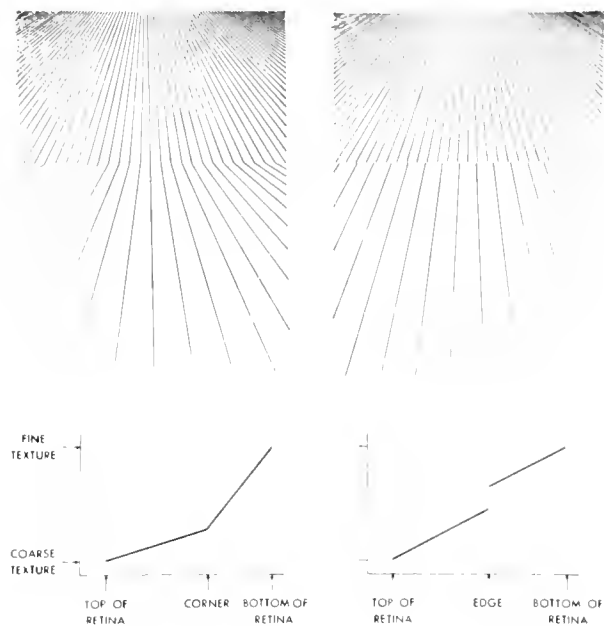 FINE
TEXTURE
COARSE
TEXTURE
TOP OF
RETINA
CORNER
BOTTOM OF
RETINA
TOP OF
RETINA
EDGE
BOTTOM OF
RETINA